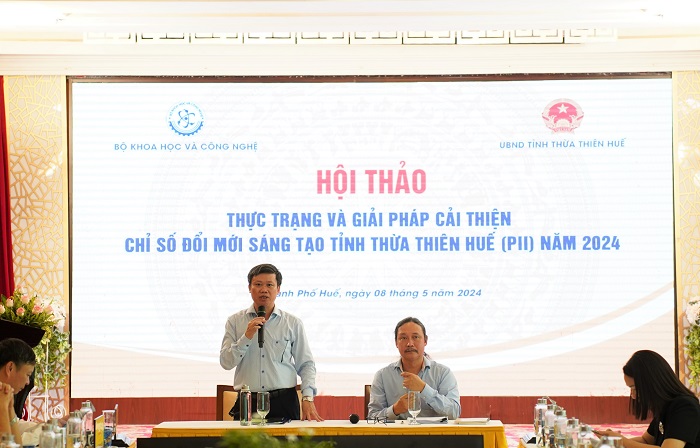 BỘ KHOA HỌC VÀ CÔNG NGHỆ
UBND TỈNH THỪA THIÊN HUẾ
HỘI THẢO
THỰC TRẠNG VÀ GIẢI PHÁP CẢI THIỆN
CHỈ SỐ ĐỔI MỚI SÁNG TẠO TỈNH THỪA THIÊN HUẾ (PII) NĂM 2024
Phố Huế, ngày 08 tháng 5 năm 2024